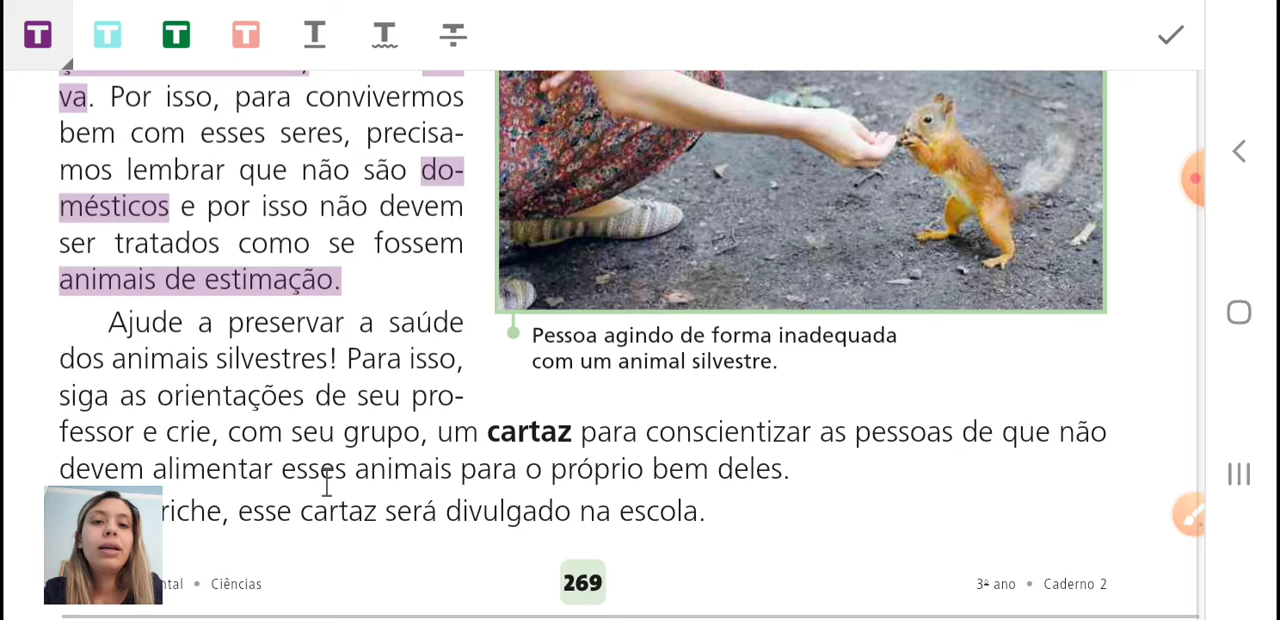 va. Por isso, para convivermos
bem com esses seres, precisa-
mos lembrar que não são do-
mésticos e por isso não devem
ser tratados como se fossem
animais de estimação.
Ajude a preservar a saúde
dos animais silvestres! Para isso,
siga as orientações de seu pro-
fessor e crie, com seu grupo, um cartaz para conscientizar as pessoas de que não
devem alimentar esses animais para o próprio bem deles.
riche, esse cartaz será divulgado na escola.
Pessoa agindo de forma inadequada
com um animal silvestre.
ntal • Ciências
269
3º ano • Caderno 2